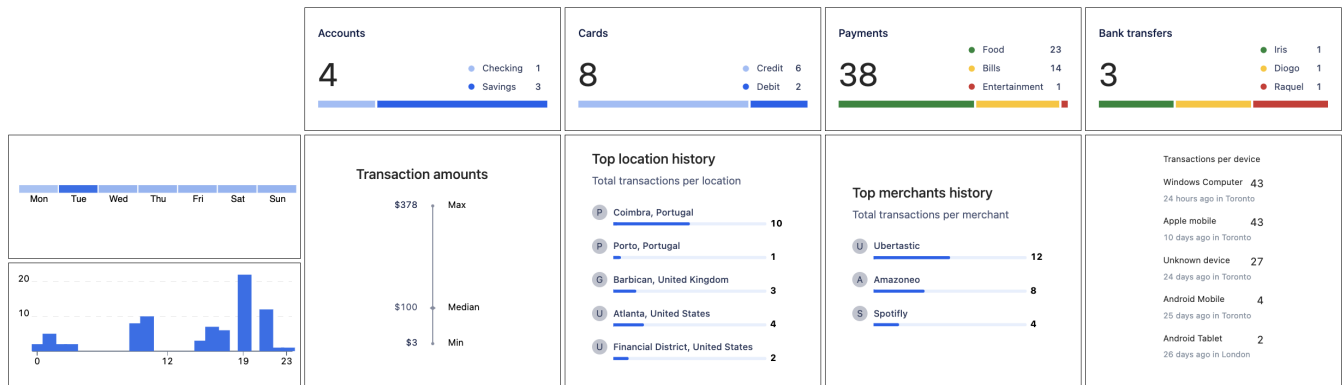 Accounts
4
Checking 1
Savings 3
Cards
8
Credit 6
Debit 2
Payments
38
Food 23
Bills 14
Entertainment 1
Bank transfers
3
Iris 1
Diogo 1
Raquel 1
Mon Tue Wed Thu Fri Sat Sun
20
10
0 12 19 23
Transaction amounts
$378 Max
$100 Median
$3 Min
Top location history
Total transactions per location
P Coimbra, Portugal
10
P Porto, Portugal
1
G Barbican, United Kingdom
3
U Atlanta, United States
4
U Financial District, United States
2
Top merchants history
Total transactions per merchant
U Ubertastic
12
A Amazoneo
8
S Spotifly
4
Transactions per device
Windows Computer 43
24 hours ago in Toronto
Apple mobile 43
10 days ago in Toronto
Unknown device 27
24 days ago in Toronto
Android Mobile 4
25 days ago in Toronto
Android Tablet 2
26 days ago in London